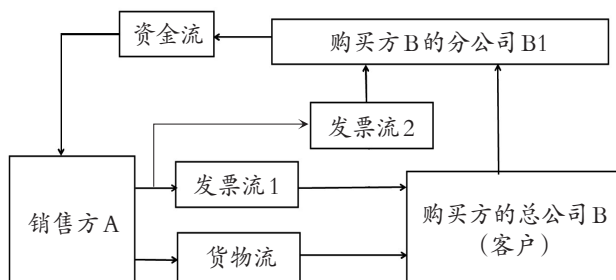 资金流
购买方B的分公司B1
发票流2
发票流1
销售方A
购买方的总公司B
（客户）
货物流